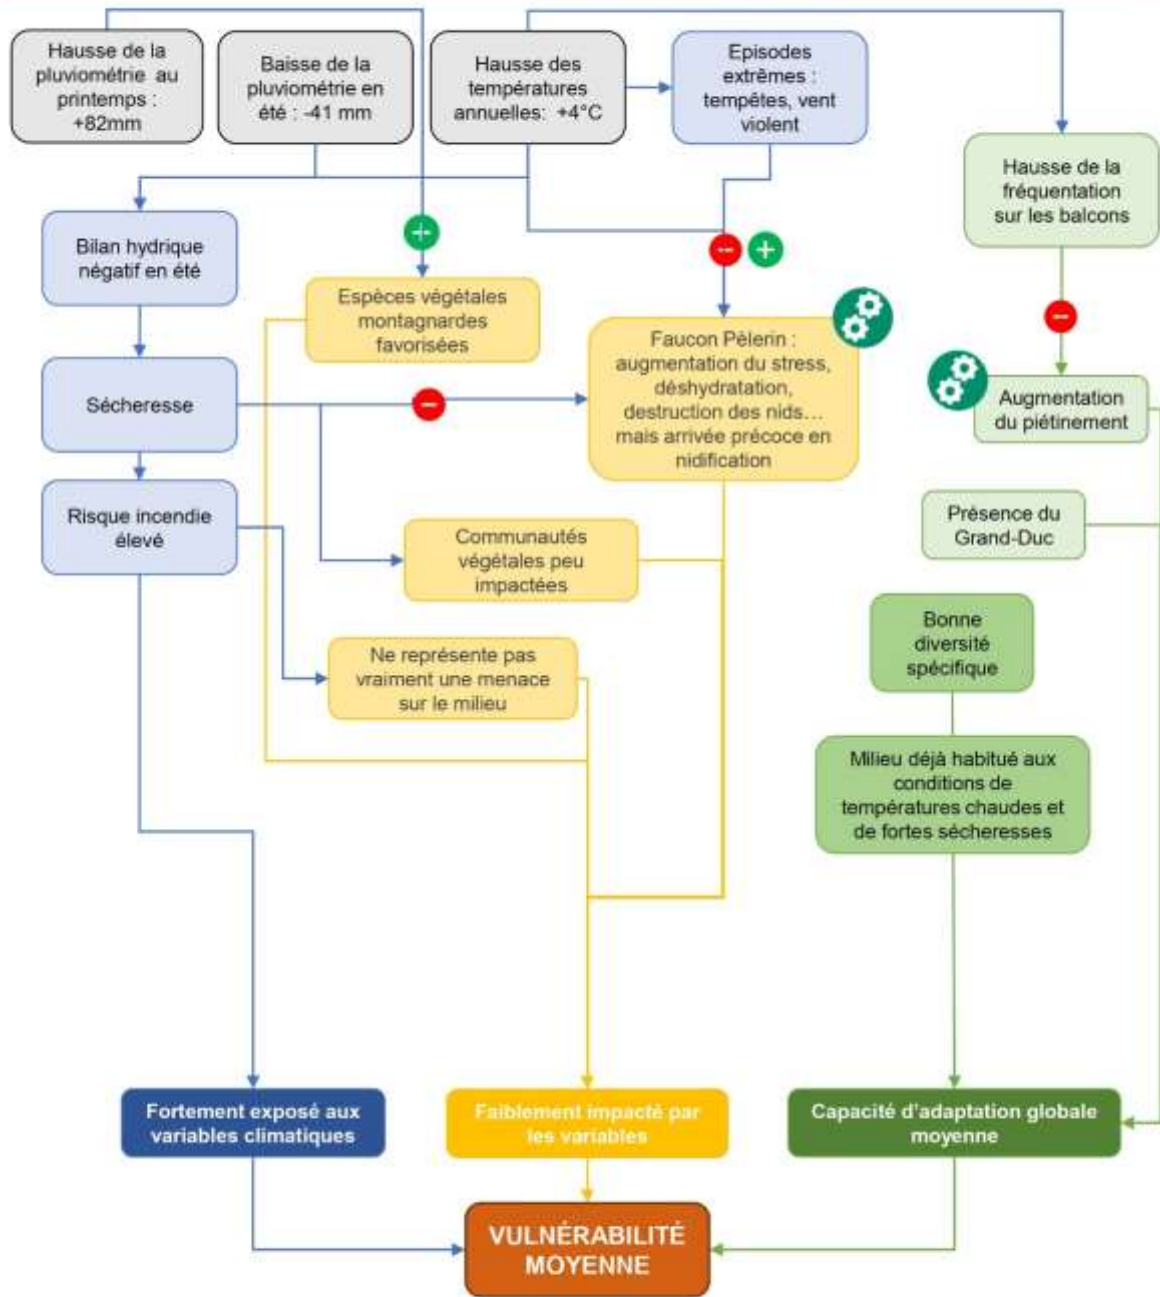 Hausse de la
pluviométrie au
printemps :
+82mm
Baisse de la
pluviométrie en
été : -41 mm
Hausse des
températures
annuelles: +4°C
Episodes
extrêmes :
tempêtes, vent
violent
Hausse de la
fréquentation
sur les balcons
Bilan hydrique
négatif en été
Espèces végétales
montagnardes
favorisées
Faucon Pèlerin :
augmentation du stress,
déshydratation,
destruction des nids…
mais arrivée précoce en
nidification
Sécheresse
Augmentation
du piétinement
Risque incendie
élevé
Présence du
Grand-Duc
Communautés
végétales peu
impactées
Bonne
diversité
spécifique
Ne représente pas
vraiment une menace
sur le milieu
Milieu déjà habitué aux
conditions de
températures chaudes et
de fortes sécheresses
Fortement exposé aux
variables climatiques
Faiblement impacté par
les variables
Capacité d’adaptation globale
moyenne
VULNÉRABILITÉ
MOYENNE